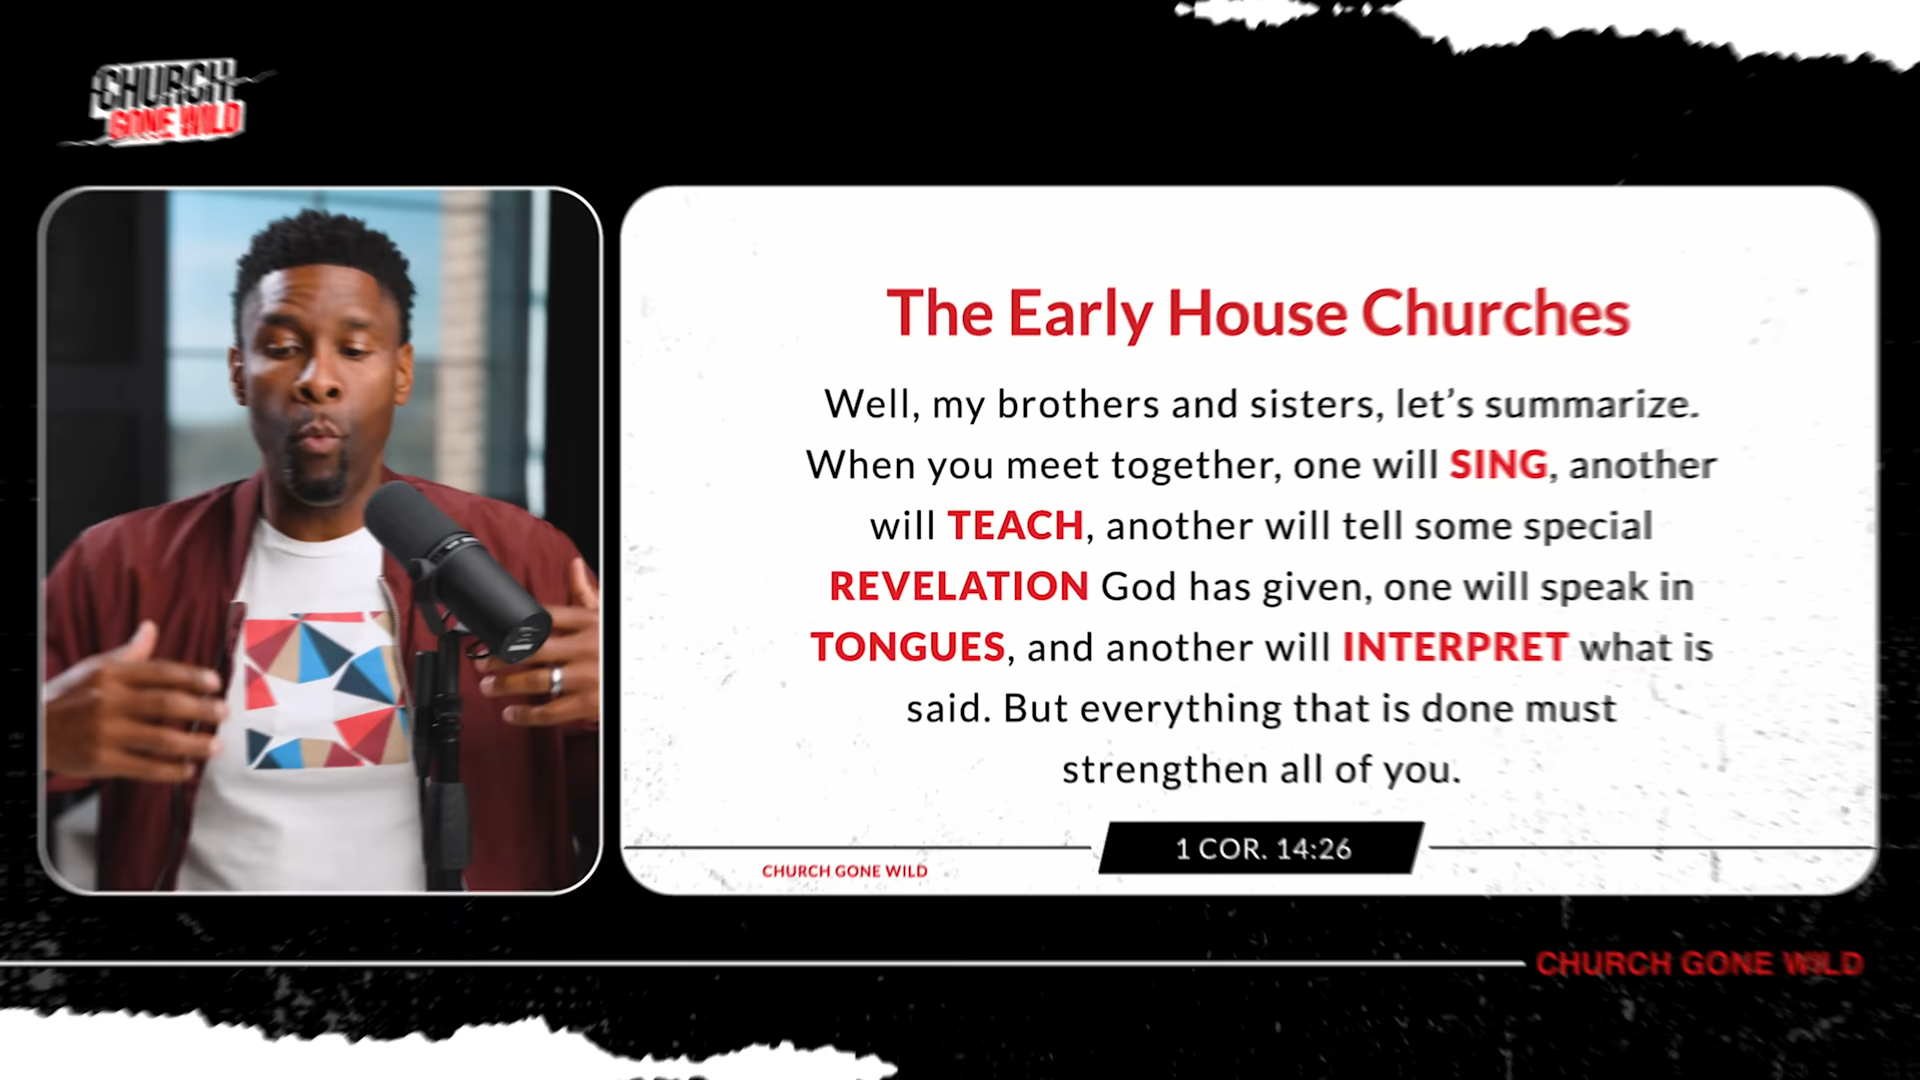 CHURCH
GONE WILD
The Early House Churches
Well, my brothers and sisters, let’s summarize.
When you meet together, one will SING, another
will TEACH, another will tell some special
REVELATION God has given, one will speak in
TONGUES, and another will INTERPRET what is
said. But everything that is done must
strengthen all of you.
1 COR. 14:26
CHURCH GONE WILD
CHURCH GONE WILD